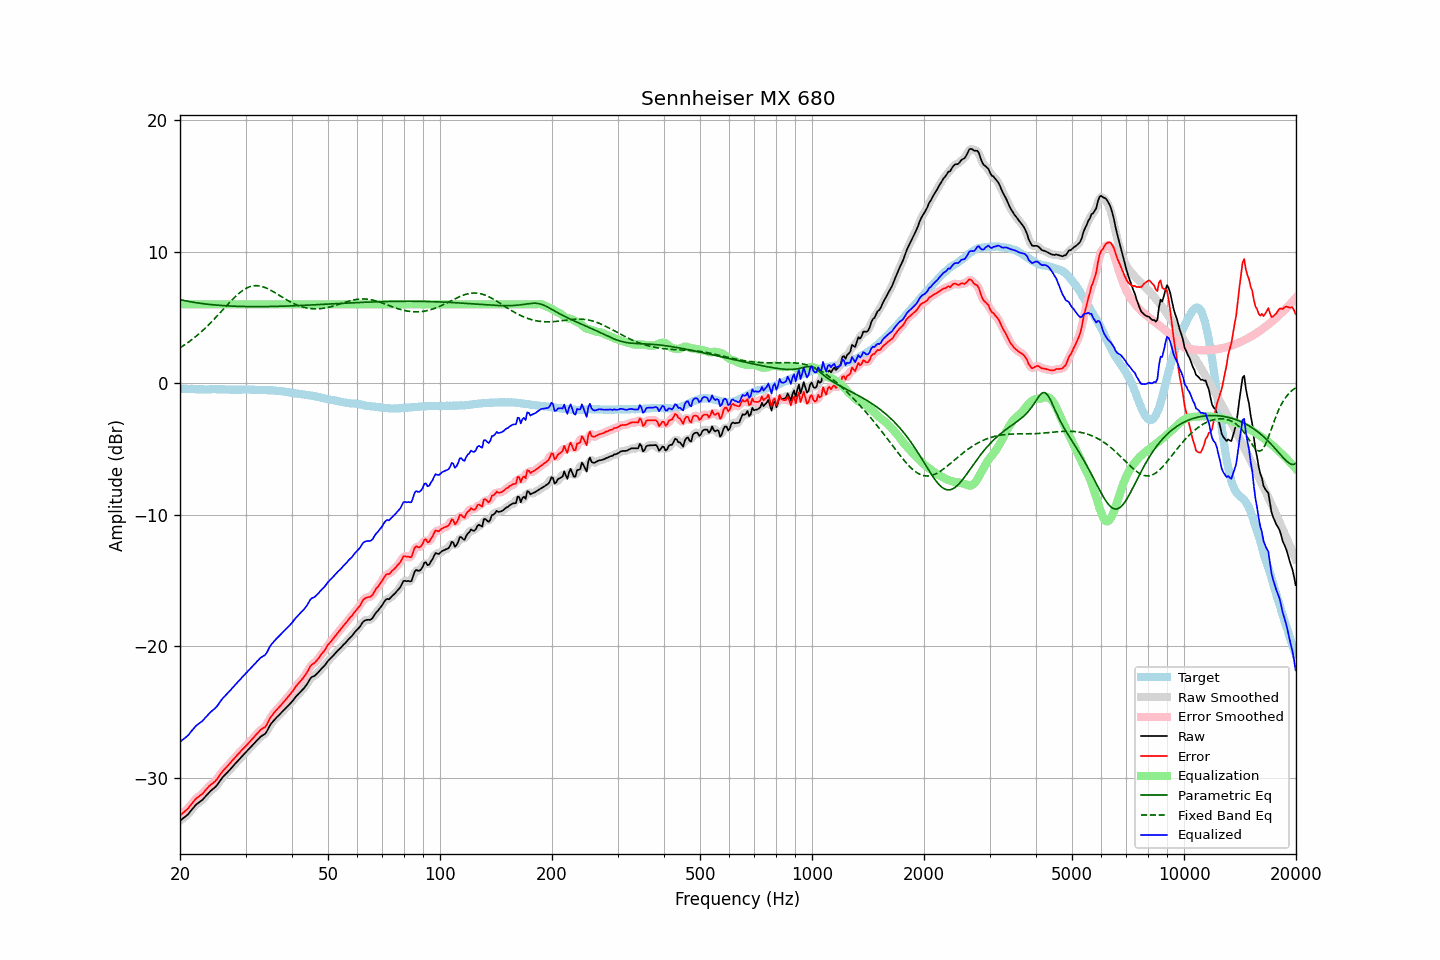 Sennheiser MX 680
Amplitude (dBr)
20
10
0
−10
−20
−30
20
50
100
200
500
1000
2000
5000
10000
20000
Frequency (Hz)
Target
Raw Smoothed
Error Smoothed
Raw
Error
Equalization
Parametric Eq
Fixed Band Eq
Equalized